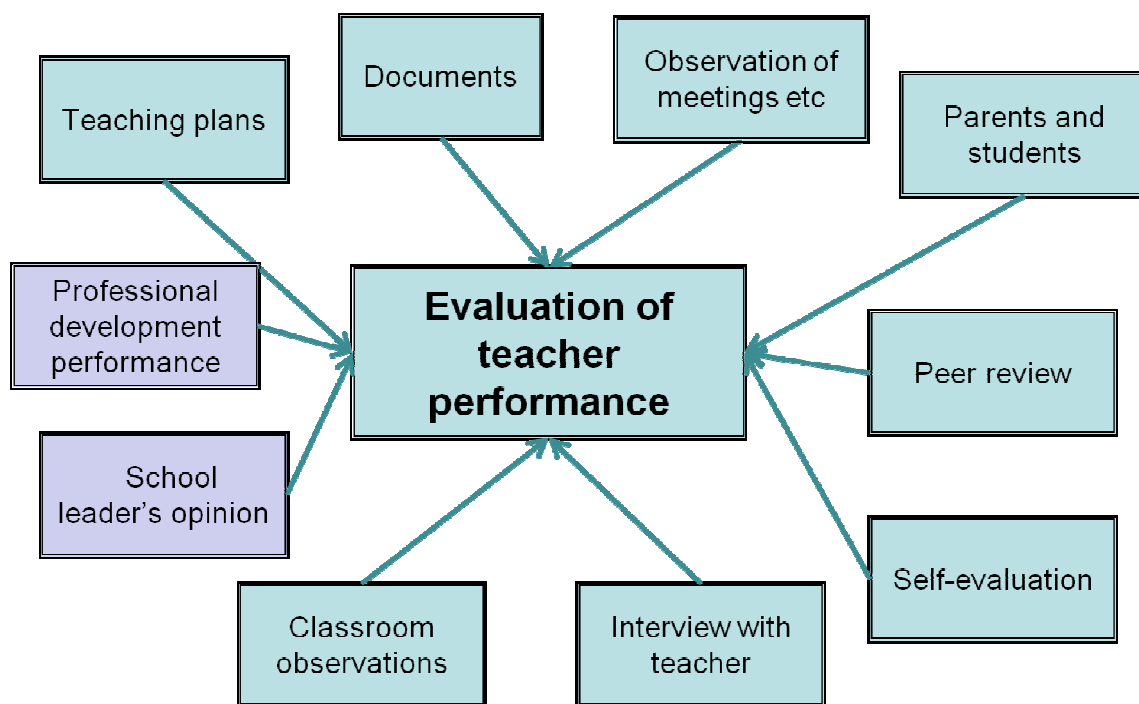 Teaching plans
Documents
Observation of
meetings etc
Parents and
students
Professional
development
performance
Evaluation of
teacher
performance
Peer review
School
leader’s opinion
Self-evaluation
Classroom
observations
Interview with
teacher